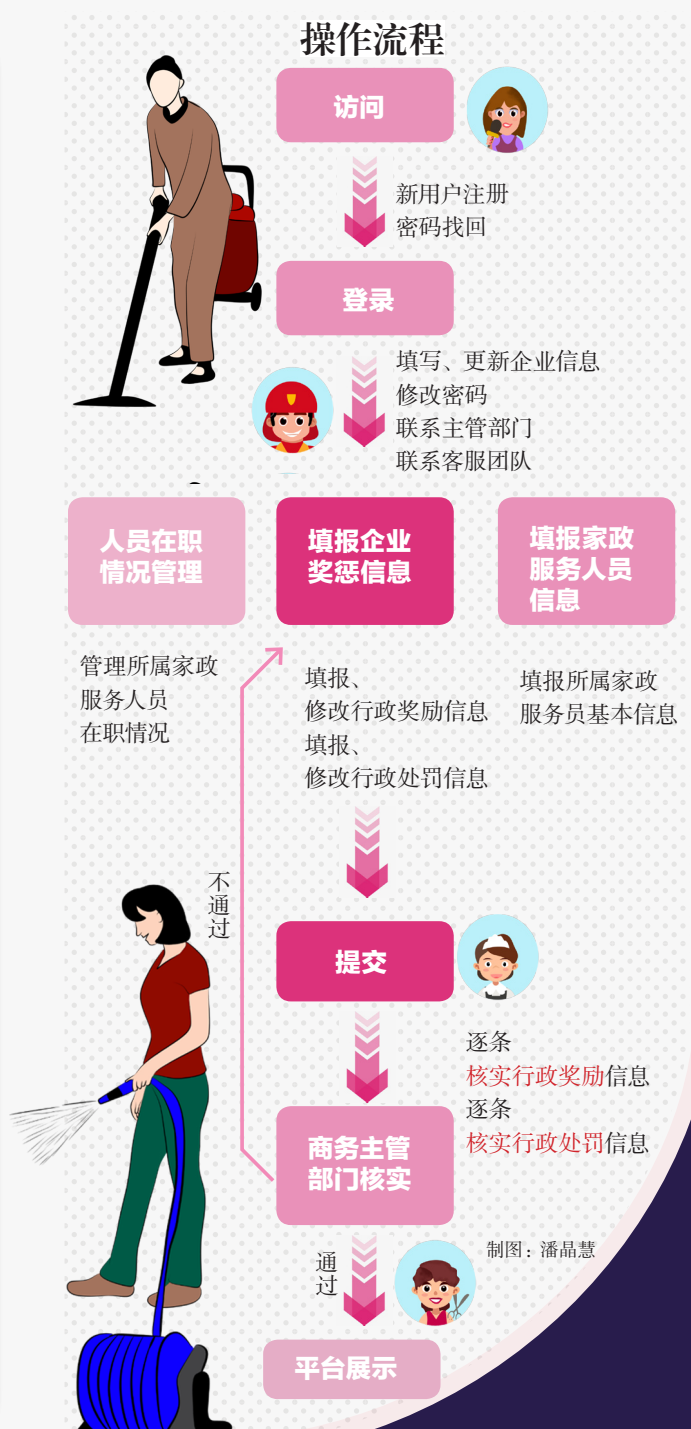 操作流程
访问
新用户注册
密码找回
登录
填写、更新企业信息
修改密码
联系主管部门
联系客服团队
人员在职
情况管理
填报企业
奖惩信息
填报家政
服务人员
信息
管理所属家政
服务人员
在职情况
填报、
修改行政奖励信息
填报、
修改行政处罚信息
填报所属家政
服务员基本信息
不通过
提交
逐条
核实行政奖励信息
逐条
核实行政处罚信息
商务主管
部门核实
通过
制图：潘晶慧
平台展示